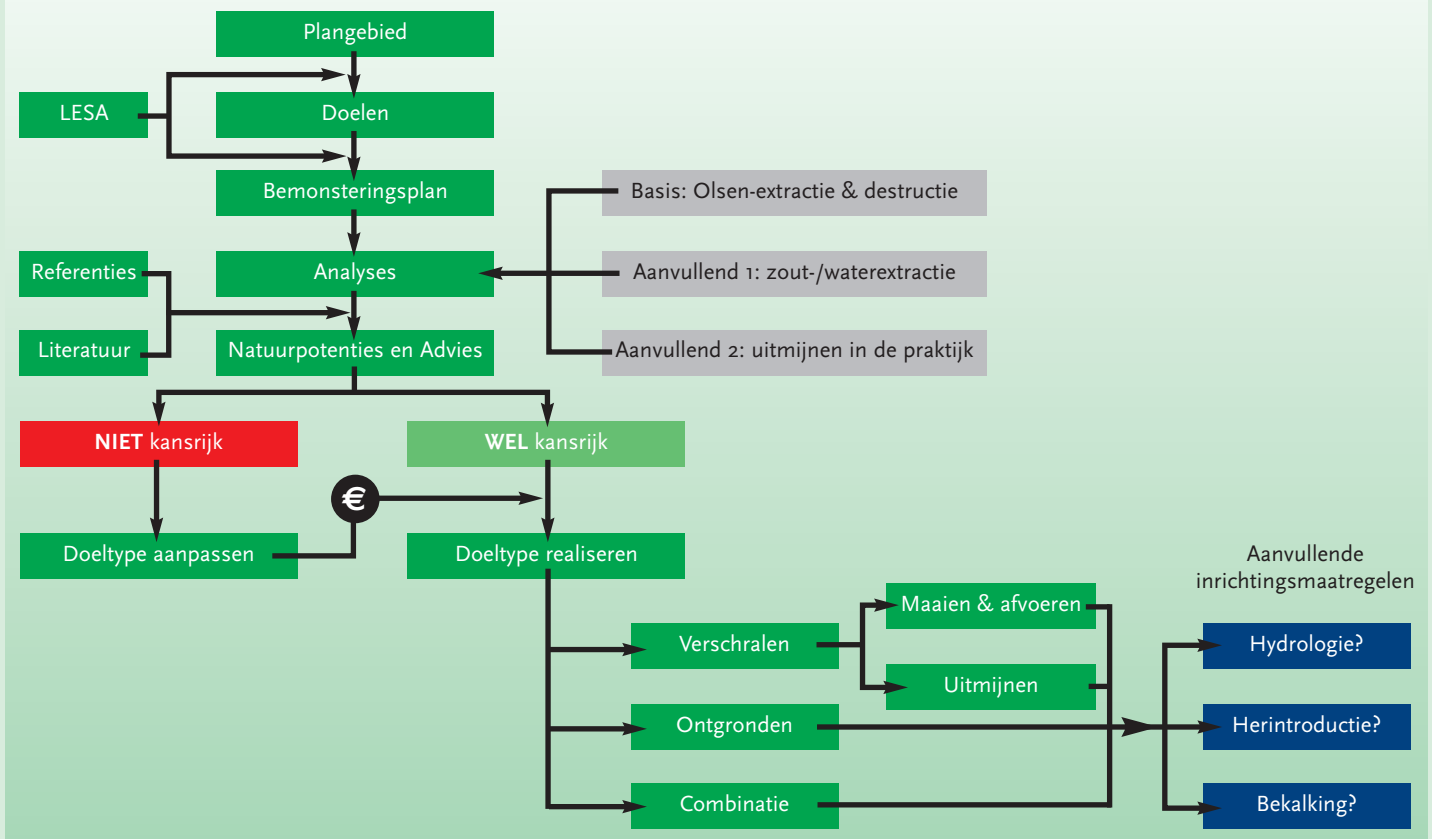 Plangebied
LESA
Doelen
Bemonsteringsplan
Basis: Olsen-extractie & destructie
Referenties
Analyses
Aanvullend 1: zout-/waterextractie
Literatuur
Natuurpotenties en Advies
Aanvullend 2: uitmijnen in de praktijk
NIET kansrijk
WEL kansrijk
€
Doeltype aanpassen
Doeltype realiseren
Aanvullende
inrichtingsmaatregelen
Maaien & afvoeren
Verschralen
Hydrologie?
Uitmijnen
Ontgronden
Herintroductie?
Combinatie
Bekalking?